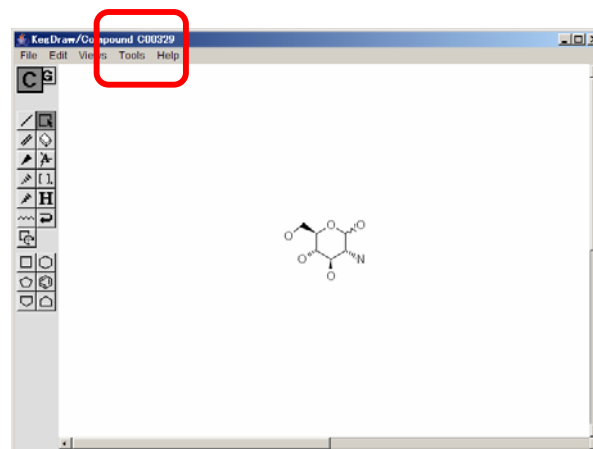 KegDraw/Compound C00329
File Edit Views Tools Help
C G
A
[ ]n
H
O O O
O N
O